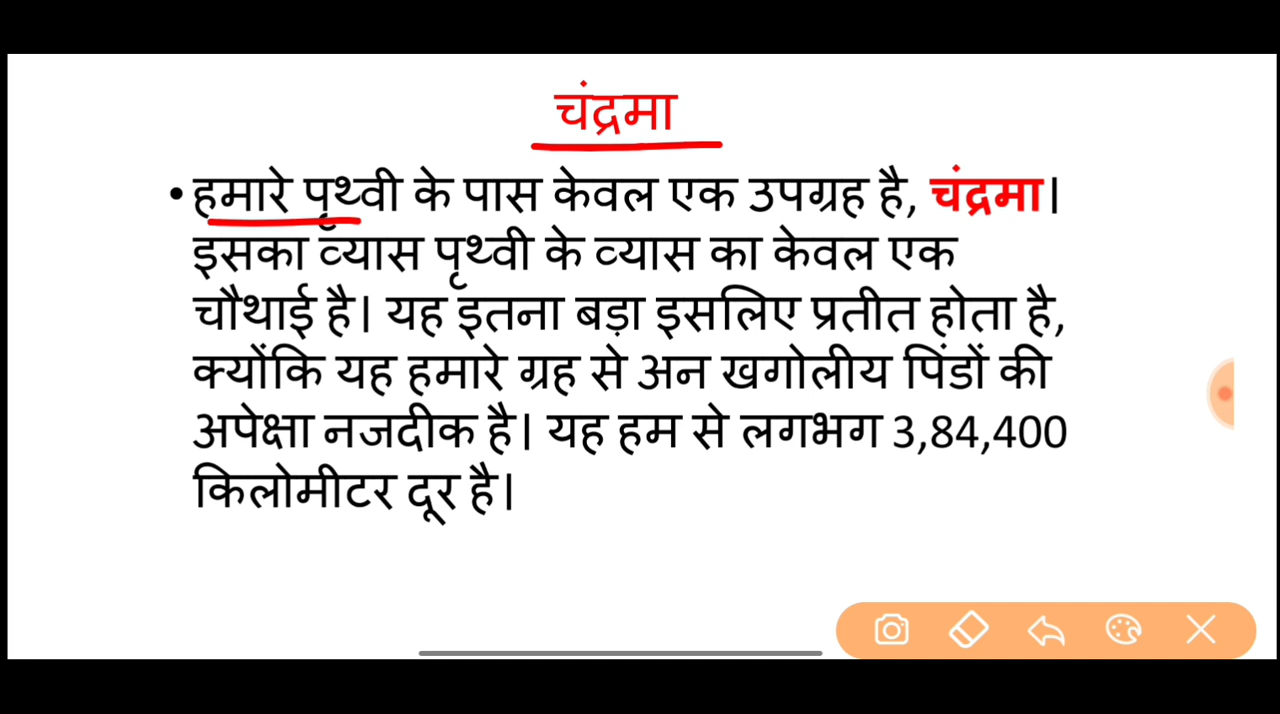 चंद्रमा
• हमारे पृथ्वी के पास केवल एक उपग्रह है, चंद्रमा।
इसका व्यास पृथ्वी के व्यास का केवल एक
चौथाई है। यह इतना बड़ा इसलिए प्रतीत होता है,
क्योंकि यह हमारे ग्रह से अन खगोलीय पिंडों की
अपेक्षा नजदीक है। यह हम से लगभग 3,84,400
किलोमीटर दूर है।